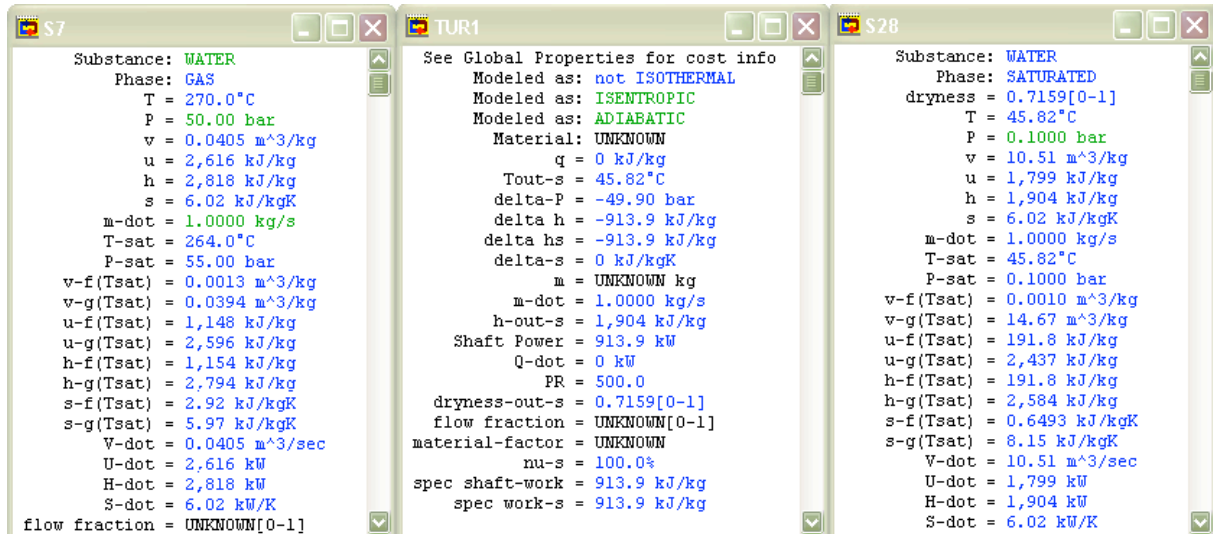 S7
Substance: WATER
Phase: GAS
T = 270.0°C
P = 50.00 bar
v = 0.0405 m^3/kg
u = 2,616 kJ/kg
h = 2,818 kJ/kg
s = 6.02 kJ/kgK
m-dot = 1.0000 kg/s
T-sat = 264.0°C
P-sat = 55.00 bar
v-f(Tsat) = 0.0013 m^3/kg
v-g(Tsat) = 0.0394 m^3/kg
u-f(Tsat) = 1,148 kJ/kg
u-g(Tsat) = 2,596 kJ/kg
h-f(Tsat) = 1,154 kJ/kg
h-g(Tsat) = 2,794 kJ/kg
s-f(Tsat) = 2.92 kJ/kgK
s-g(Tsat) = 5.97 kJ/kgK
V-dot = 0.0405 m^3/sec
U-dot = 2,616 kW
H-dot = 2,818 kW
S-dot = 6.02 kW/K
flow fraction = UNKNOWN[0-1]
TUR1
See Global Properties for cost info
Modeled as: not ISOTHERMAL
Modeled as: ISENTROPIC
Modeled as: ADIABATIC
Material: UNKNOWN
q = 0 kJ/kg
Tout-s = 45.82°C
delta-P = -49.90 bar
delta h = -913.9 kJ/kg
delta hs = -913.9 kJ/kg
delta-s = 0 kJ/kgK
m = UNKNOWN kg
m-dot = 1.0000 kg/s
h-out-s = 1,904 kJ/kg
Shaft Power = 913.9 kW
Q-dot = 0 kW
PR = 500.0
dryness-out-s = 0.7159[0-1]
flow fraction = UNKNOWN[0-1]
material-factor = UNKNOWN
nu-s = 100.0%
spec shaft-work = 913.9 kJ/kg
spec work-s = 913.9 kJ/kg
S28
Substance: WATER
Phase: SATURATED
dryness = 0.7159[0-1]
T = 45.82°C
P = 0.1000 bar
v = 10.51 m^3/kg
u = 1,799 kJ/kg
h = 1,904 kJ/kg
s = 6.02 kJ/kgK
m-dot = 1.0000 kg/s
T-sat = 45.82°C
P-sat = 0.1000 bar
v-f(Tsat) = 0.0010 m^3/kg
v-g(Tsat) = 14.67 m^3/kg
u-f(Tsat) = 191.8 kJ/kg
u-g(Tsat) = 2,437 kJ/kg
h-f(Tsat) = 191.8 kJ/kg
h-g(Tsat) = 2,584 kJ/kg
s-f(Tsat) = 0.6493 kJ/kgK
s-g(Tsat) = 8.15 kJ/kgK
V-dot = 10.51 m^3/sec
U-dot = 1,799 kW
H-dot = 1,904 kW
S-dot = 6.02 kW/K